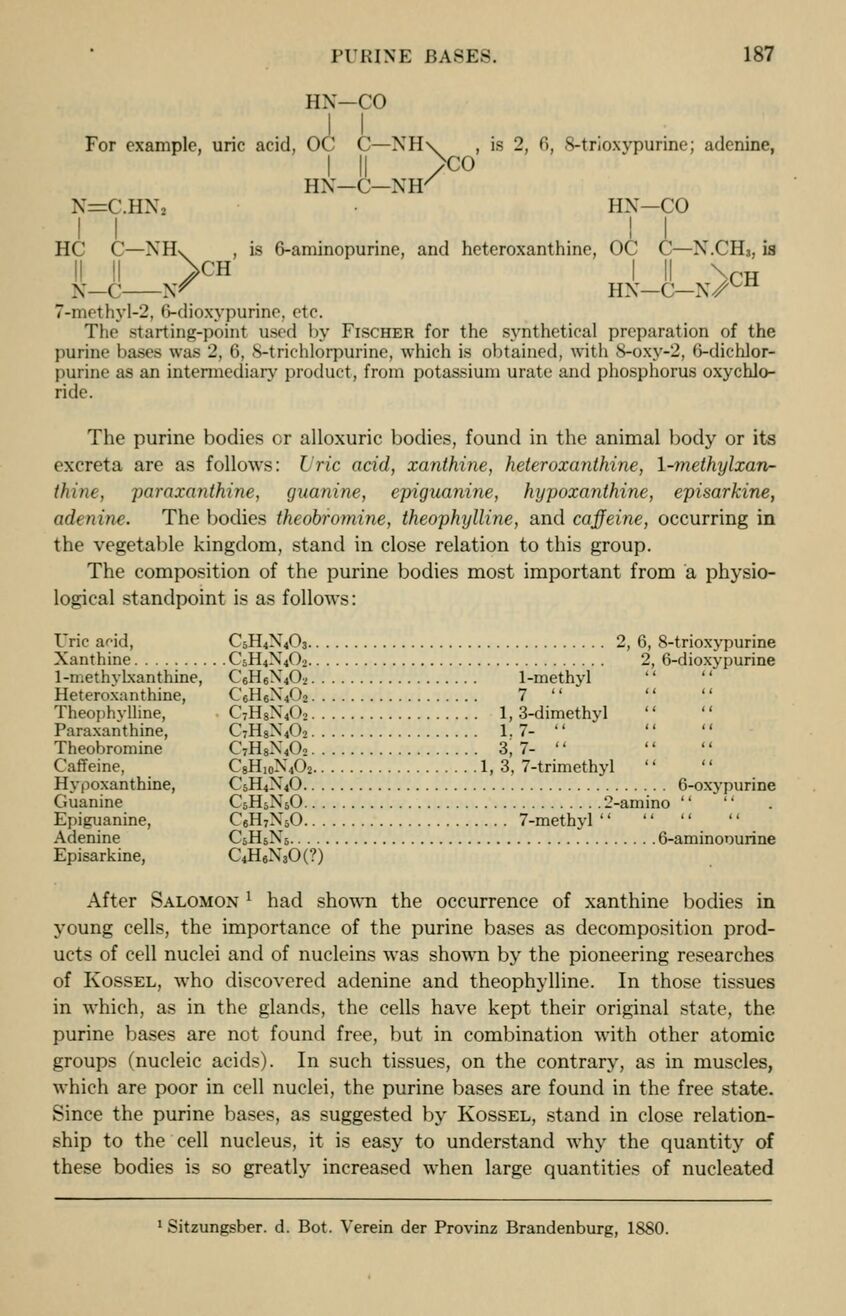 PURINE BASES. 187
HN—CO
| |
For example, uric acid, OC C—NH\ , is 2, 6, 8-trioxypurine; adenine,
| || >CO
HN—C—NH/
N=C.HN₂ HN—CO
| | | |
HC C—NH\ , is 6-aminopurine, and heteroxanthine, OC C—N.CH₃, is
|| || >CH | || \CH
N—C——N// HN—C—N//
7-methyl-2, 6-dioxypurine, etc.
The starting-point used by FISCHER for the synthetical preparation of the
purine bases was 2, 6, 8-trichlorpurine, which is obtained, with 8-oxy-2, 6-dichlor-
purine as an intermediary product, from potassium urate and phosphorus oxychlo-
ride.
The purine bodies or alloxuric bodies, found in the animal body or its
excreta are as follows: Uric acid, xanthine, heteroxanthine, 1-methylxan-
thine, paraxanthine, guanine, epiguanine, hypoxanthine, episarkine,
adenine. The bodies theobromine, theophylline, and caffeine, occurring in
the vegetable kingdom, stand in close relation to this group.
The composition of the purine bodies most important from a physio-
logical standpoint is as follows:
Uric acid, C₅H₄N₄O₃.............................. 2, 6, 8-trioxypurine
Xanthine..........C₅H₄N₄O₂.............................. 2, 6-dioxypurine
1-methylxanthine, C₆H₆N₄O₂................. 1-methyl “ “
Heteroxanthine, C₆H₆N₄O₂................. 7 “ “ “
Theophylline, C₇H₈N₄O₂................. 1, 3-dimethyl “ “
Paraxanthine, C₇H₈N₄O₂................. 1, 7- “ “ “
Theobromine C₇H₈N₄O₂................. 3, 7- “ “ “
Caffeine, C₈H₁₀N₄O₂.................1, 3, 7-trimethyl “ “
Hypoxanthine, C₅H₄N₄O.................................... 6-oxypurine
Guanine C₅H₅N₅O..............................2-amino “ “ .
Epiguanine, C₆H₇N₅O.................... 7-methyl “ “ “ “
Adenine C₅H₅N₅....................................6-aminopurine
Episarkine, C₄H₆N₃O(?)
After SALOMON ¹ had shown the occurrence of xanthine bodies in
young cells, the importance of the purine bases as decomposition prod-
ucts of cell nuclei and of nucleins was shown by the pioneering researches
of KOSSEL, who discovered adenine and theophylline. In those tissues
in which, as in the glands, the cells have kept their original state, the
purine bases are not found free, but in combination with other atomic
groups (nucleic acids). In such tissues, on the contrary, as in muscles,
which are poor in cell nuclei, the purine bases are found in the free state.
Since the purine bases, as suggested by KOSSEL, stand in close relation-
ship to the cell nucleus, it is easy to understand why the quantity of
these bodies is so greatly increased when large quantities of nucleated
¹ Sitzungsber. d. Bot. Verein der Provinz Brandenburg, 1880.